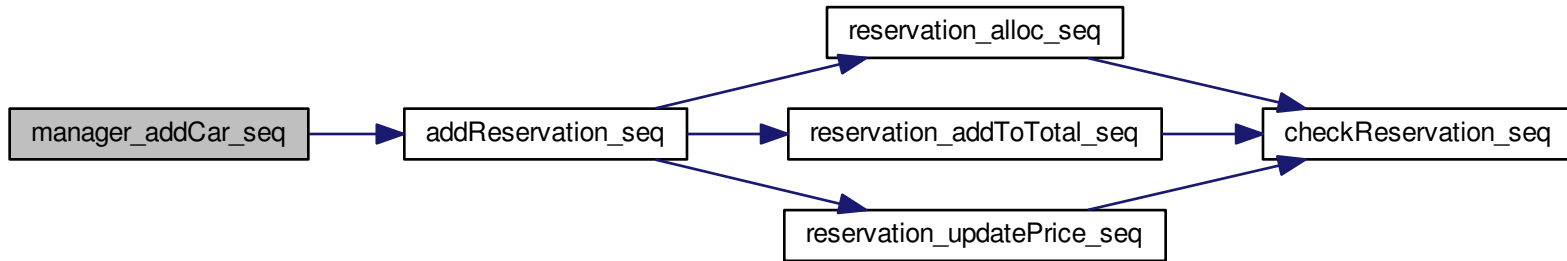 manager_addCar_seq
addReservation_seq
reservation_alloc_seq
reservation_addToTotal_seq
reservation_updatePrice_seq
checkReservation_seq